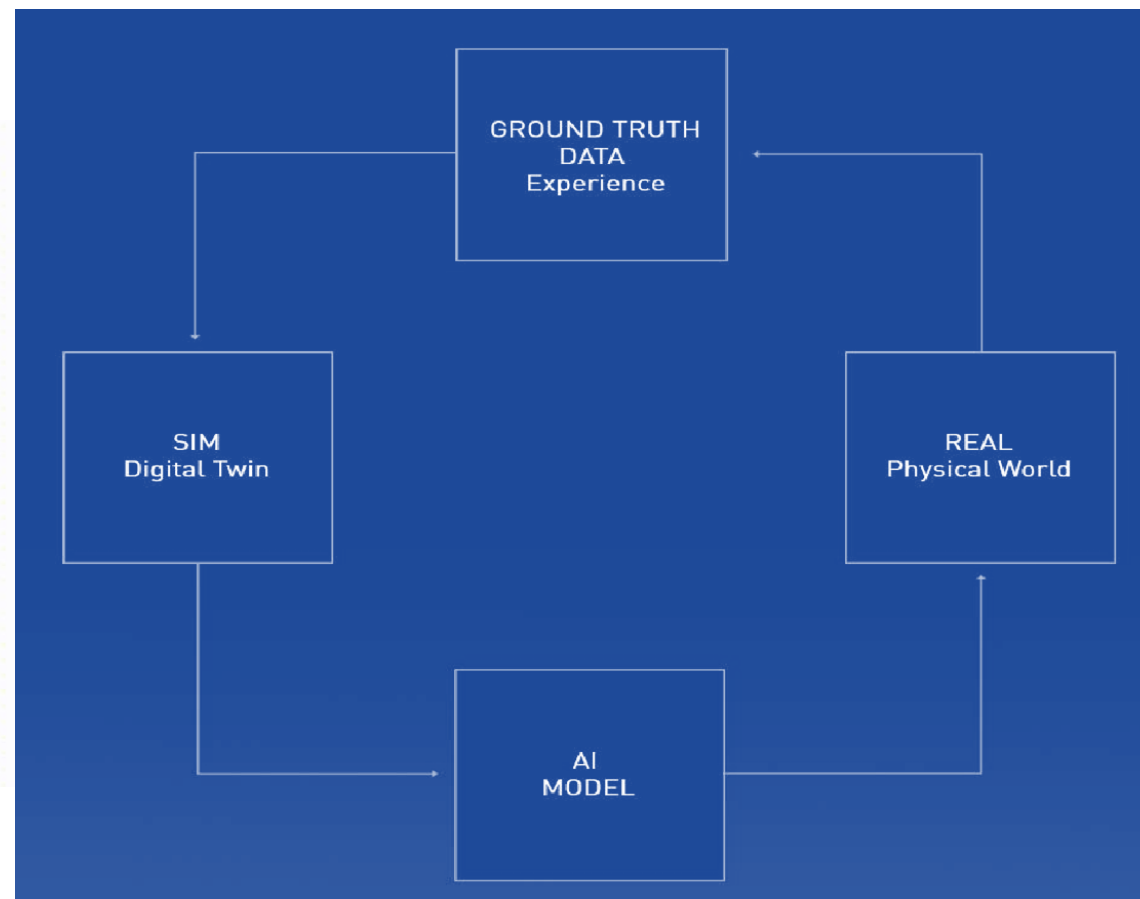 GROUND TRUTH
DATA
Experience
SIM
Digital Twin
REAL
Physical World
AI
MODEL